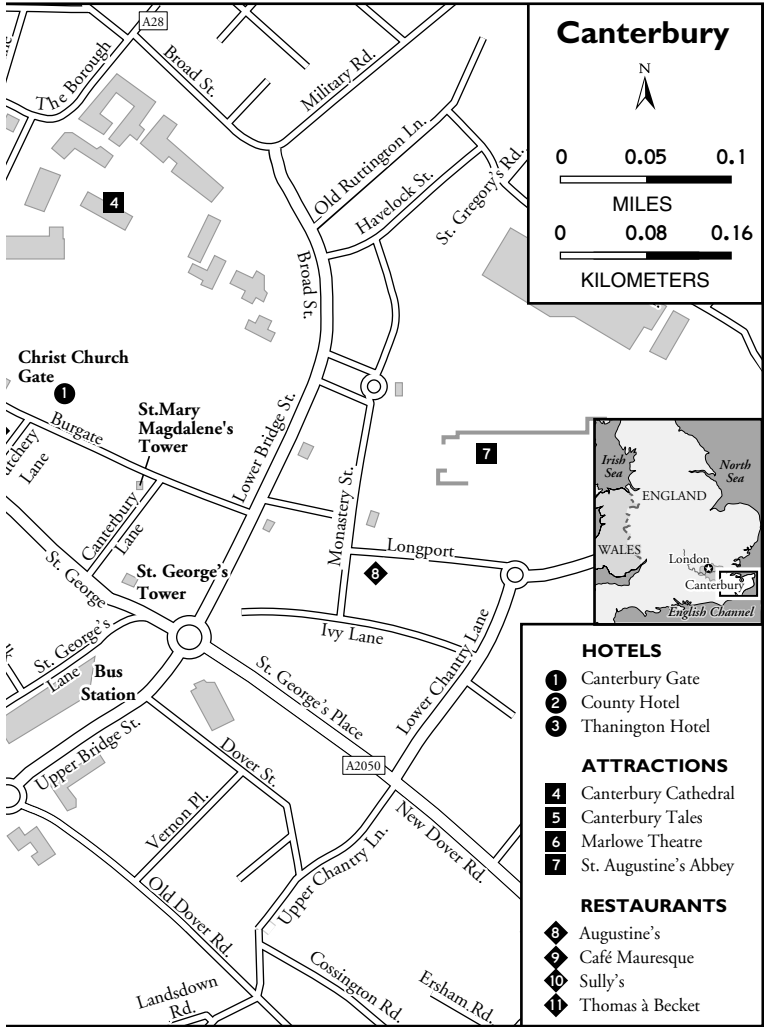 A28
The Borough
Broad St.
Military Rd.
Canterbury
N
0 0.05 0.1
MILES
0 0.08 0.16
KILOMETERS
4
Old Ruttington Ln.
Havelock St.
St. Gregory's Rd.
Broad St.
Christ Church
Gate
1
Burgate
St.Mary
Magdalene's
Tower
Lane
Lower Bridge St.
7
Canterbury
Lane
Monastery St.
Longport
8
St. George
St. George's
Tower
Ivy Lane
St. George's
Lane
Bus
Station
St. George's Place
Lower Chantry Lane
Upper Bridge St.
Dover St.
A2050
Vernon Pl.
New Dover Rd.
Upper Chantry Ln.
Old Dover Rd.
Landsdown
Rd.
Cossington Rd.
Ersham Rd.
Irish
Sea
North
Sea
ENGLAND
WALES
London
Canterbury
English Channel
HOTELS
1 Canterbury Gate
2 County Hotel
3 Thanington Hotel
ATTRACTIONS
4 Canterbury Cathedral
5 Canterbury Tales
6 Marlowe Theatre
7 St. Augustine's Abbey
RESTAURANTS
8 Augustine's
9 Café Mauresque
10 Sully's
11 Thomas à Becket